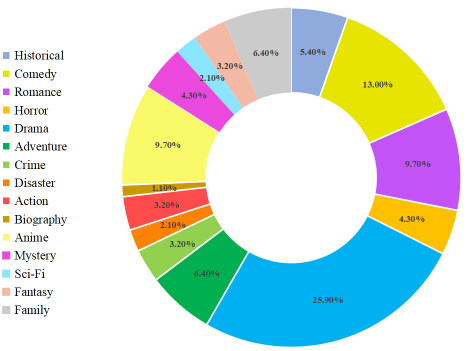 Historical
Comedy
Romance
Horror
Drama
Adventure
Crime
Disaster
Action
Biography
Anime
Mystery
Sci-Fi
Fantasy
Family
5.40%
13.00%
9.70%
4.30%
25.90%
6.40%
3.20%
2.10%
3.20%
1.10%
9.70%
4.30%
2.10%
3.20%
6.40%